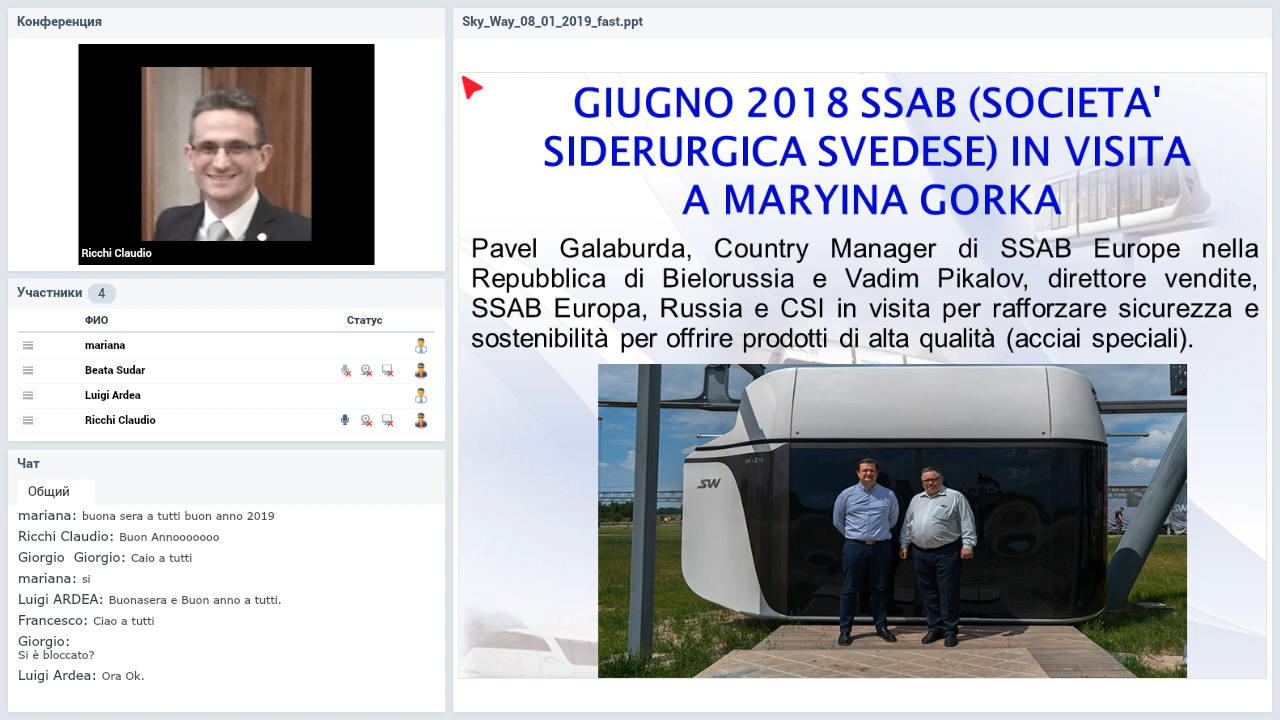 Конференция
Ricchi Claudio
Участники 4
ФИО Статус
mariana
Beata Sudar
Luigi Ardea
Ricchi Claudio
Чат
Общий
mariana: buona sera a tutti buon anno 2019
Ricchi Claudio: Buon Annooooooo
Giorgio Giorgio: Caio a tutti
mariana: si
Luigi ARDEA: Buonasera e Buon anno a tutti.
Francesco: Ciao a tutti
Giorgio:
Si è bloccato?
Luigi Ardea: Ora Ok.
Sky_Way_08_01_2019_fast.ppt
GIUGNO 2018 SSAB (SOCIETA'
SIDERURGICA SVEDESE) IN VISITA
A MARYINA GORKA
Pavel Galaburda, Country Manager di SSAB Europe nella
Repubblica di Bielorussia e Vadim Pikalov, direttore vendite,
SSAB Europa, Russia e CSI in visita per rafforzare sicurezza e
sostenibilità per offrire prodotti di alta qualità (acciai speciali).
SW